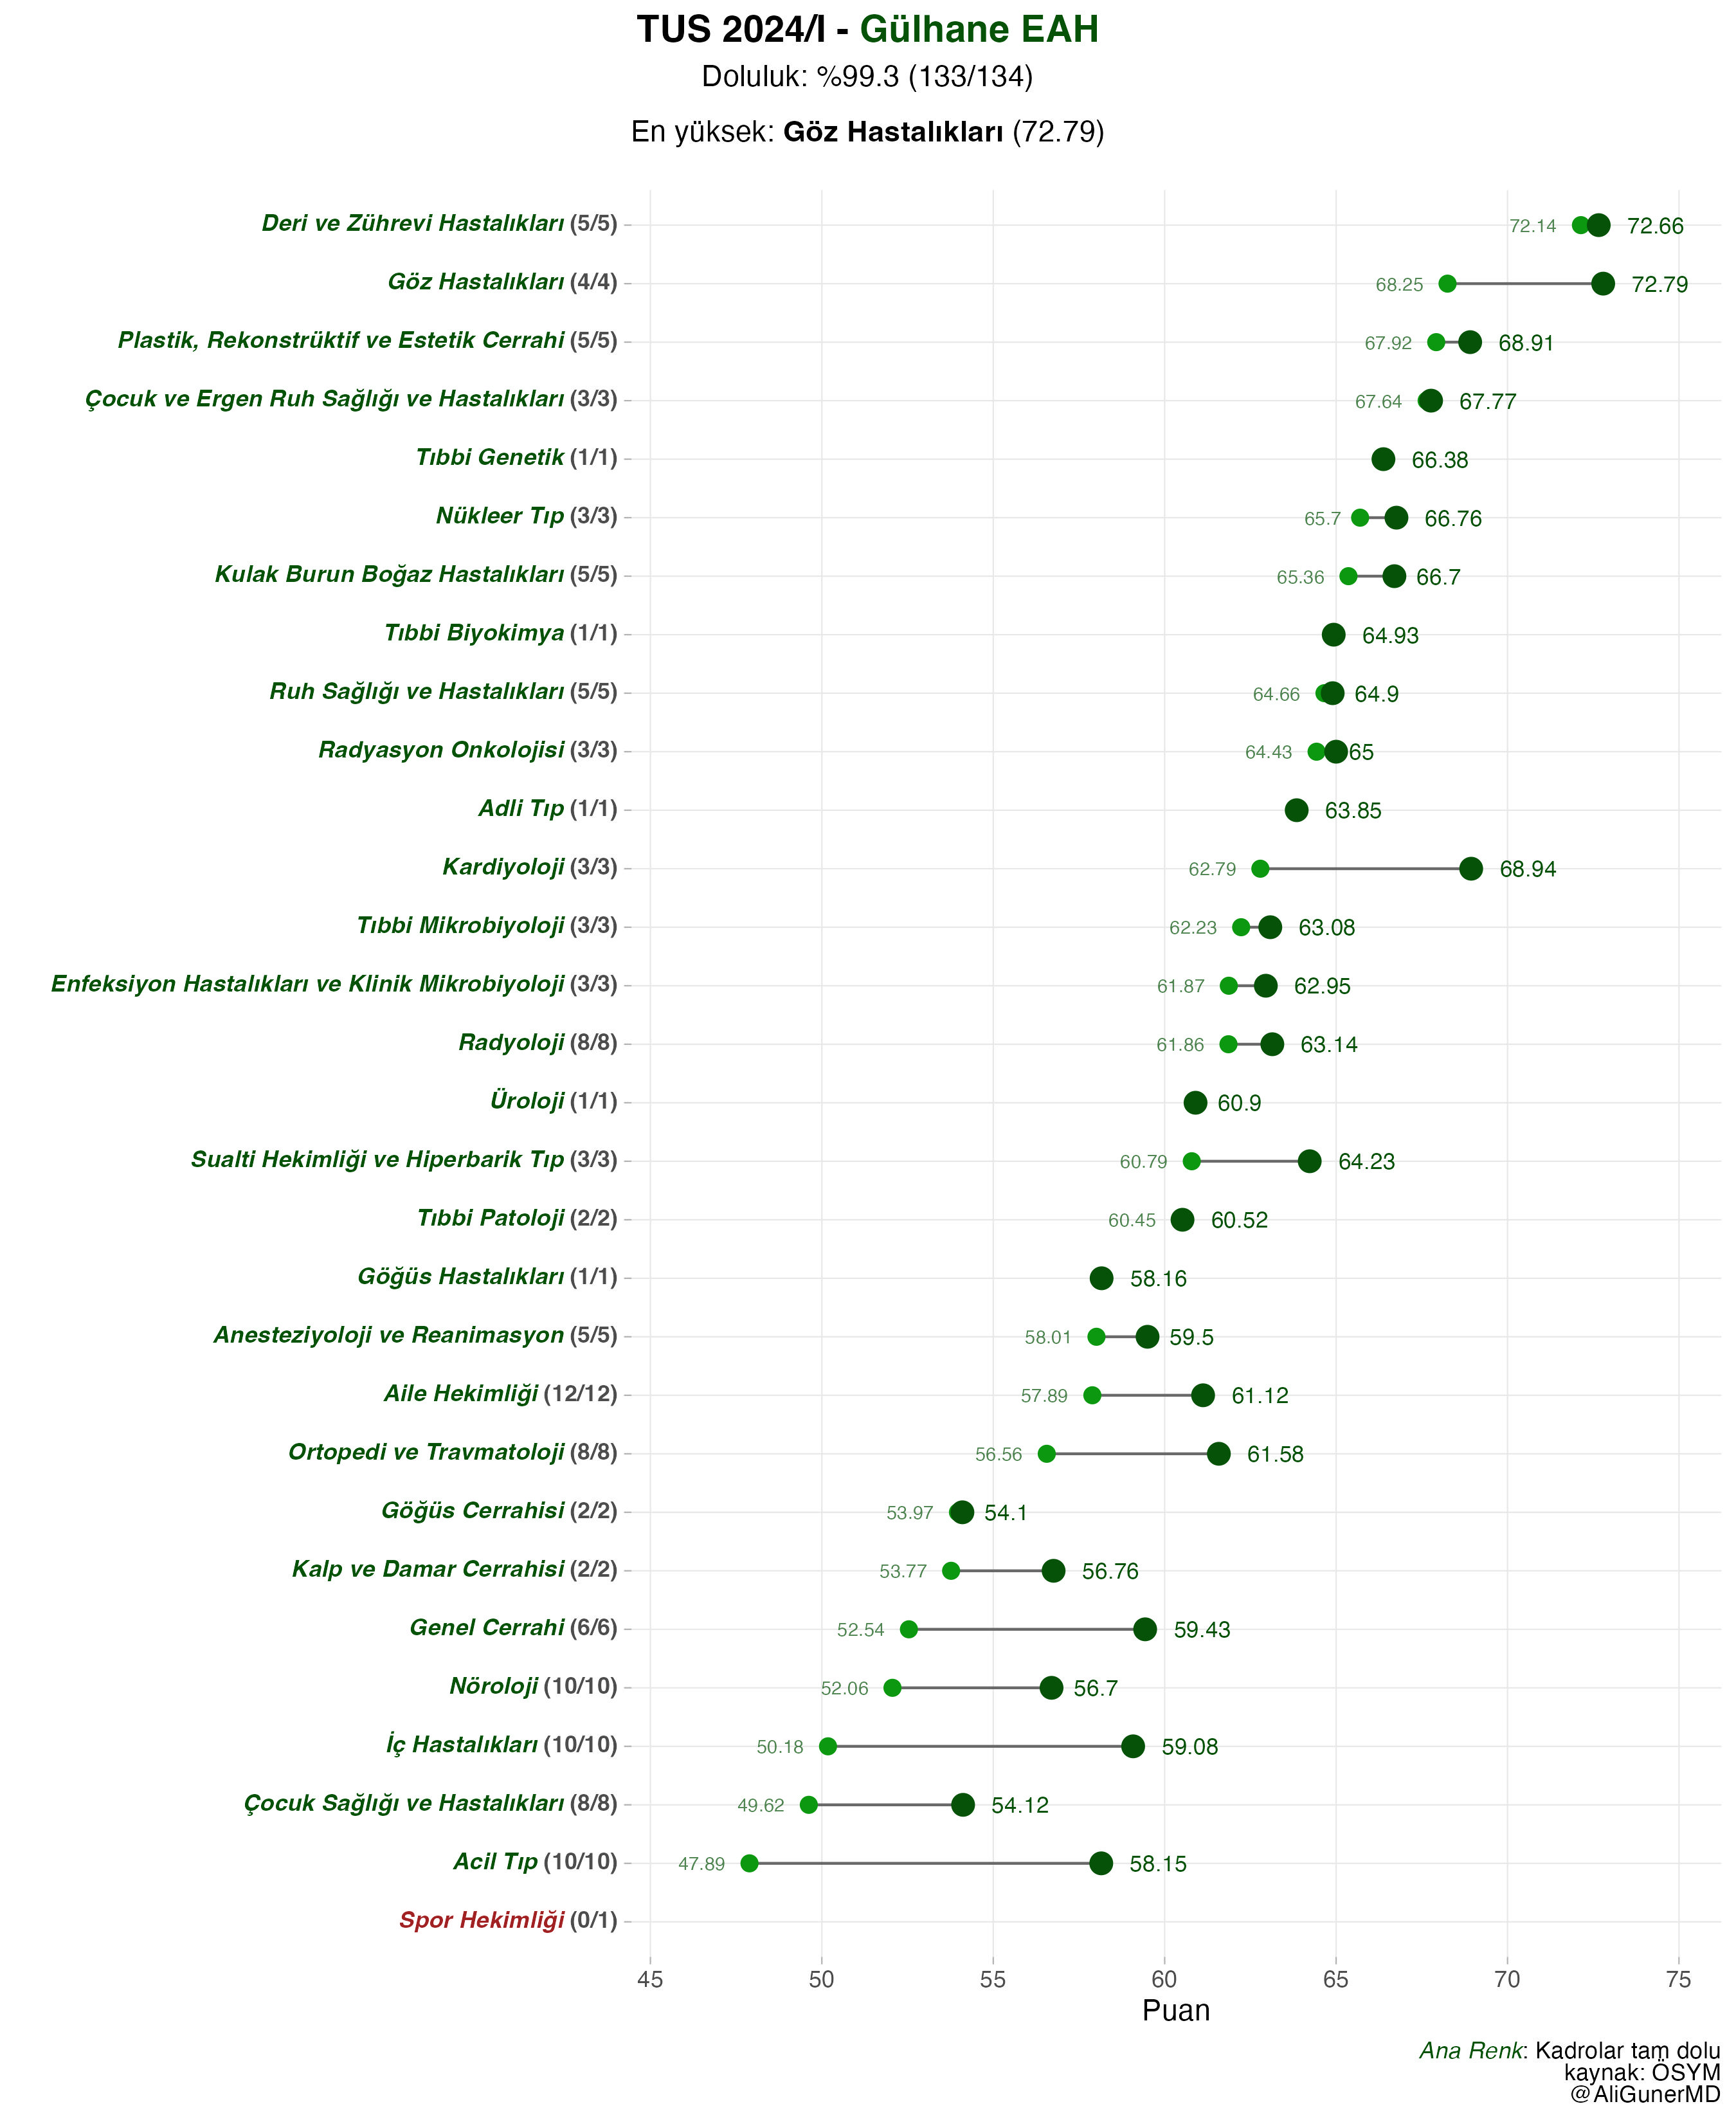 TUS 2024/I - Gülhane EAH
Doluluk: %99.3 (133/134)
En yüksek: Göz Hastalıkları (72.79)
Deri ve Zührevi Hastalıkları (5/5) 72.14 72.66
Göz Hastalıkları (4/4) 68.25 72.79
Plastik, Rekonstrüktif ve Estetik Cerrahi (5/5) 67.92 68.91
Çocuk ve Ergen Ruh Sağlığı ve Hastalıkları (3/3) 67.64 67.77
Tıbbi Genetik (1/1) 66.38
Nükleer Tıp (3/3) 65.7 66.76
Kulak Burun Boğaz Hastalıkları (5/5) 65.36 66.7
Tıbbi Biyokimya (1/1) 64.93
Ruh Sağlığı ve Hastalıkları (5/5) 64.66 64.9
Radyasyon Onkolojisi (3/3) 64.43 65
Adli Tıp (1/1) 63.85
Kardiyoloji (3/3) 62.79 68.94
Tıbbi Mikrobiyoloji (3/3) 62.23 63.08
Enfeksiyon Hastalıkları ve Klinik Mikrobiyoloji (3/3) 61.87 62.95
Radyoloji (8/8) 61.86 63.14
Üroloji (1/1) 60.9
Sualti Hekimliği ve Hiperbarik Tıp (3/3) 60.79 64.23
Tıbbi Patoloji (2/2) 60.45 60.52
Göğüs Hastalıkları (1/1) 58.16
Anesteziyoloji ve Reanimasyon (5/5) 58.01 59.5
Aile Hekimliği (12/12) 57.89 61.12
Ortopedi ve Travmatoloji (8/8) 56.56 61.58
Göğüs Cerrahisi (2/2) 53.97 54.1
Kalp ve Damar Cerrahisi (2/2) 53.77 56.76
Genel Cerrahi (6/6) 52.54 59.43
Nöroloji (10/10) 52.06 56.7
İç Hastalıkları (10/10) 50.18 59.08
Çocuk Sağlığı ve Hastalıkları (8/8) 49.62 54.12
Acil Tıp (10/10) 47.89 58.15
Spor Hekimliği (0/1)
45 50 55 60 65 70 75
Puan
Ana Renk: Kadrolar tam dolu
kaynak: ÖSYM
@AliGunerMD